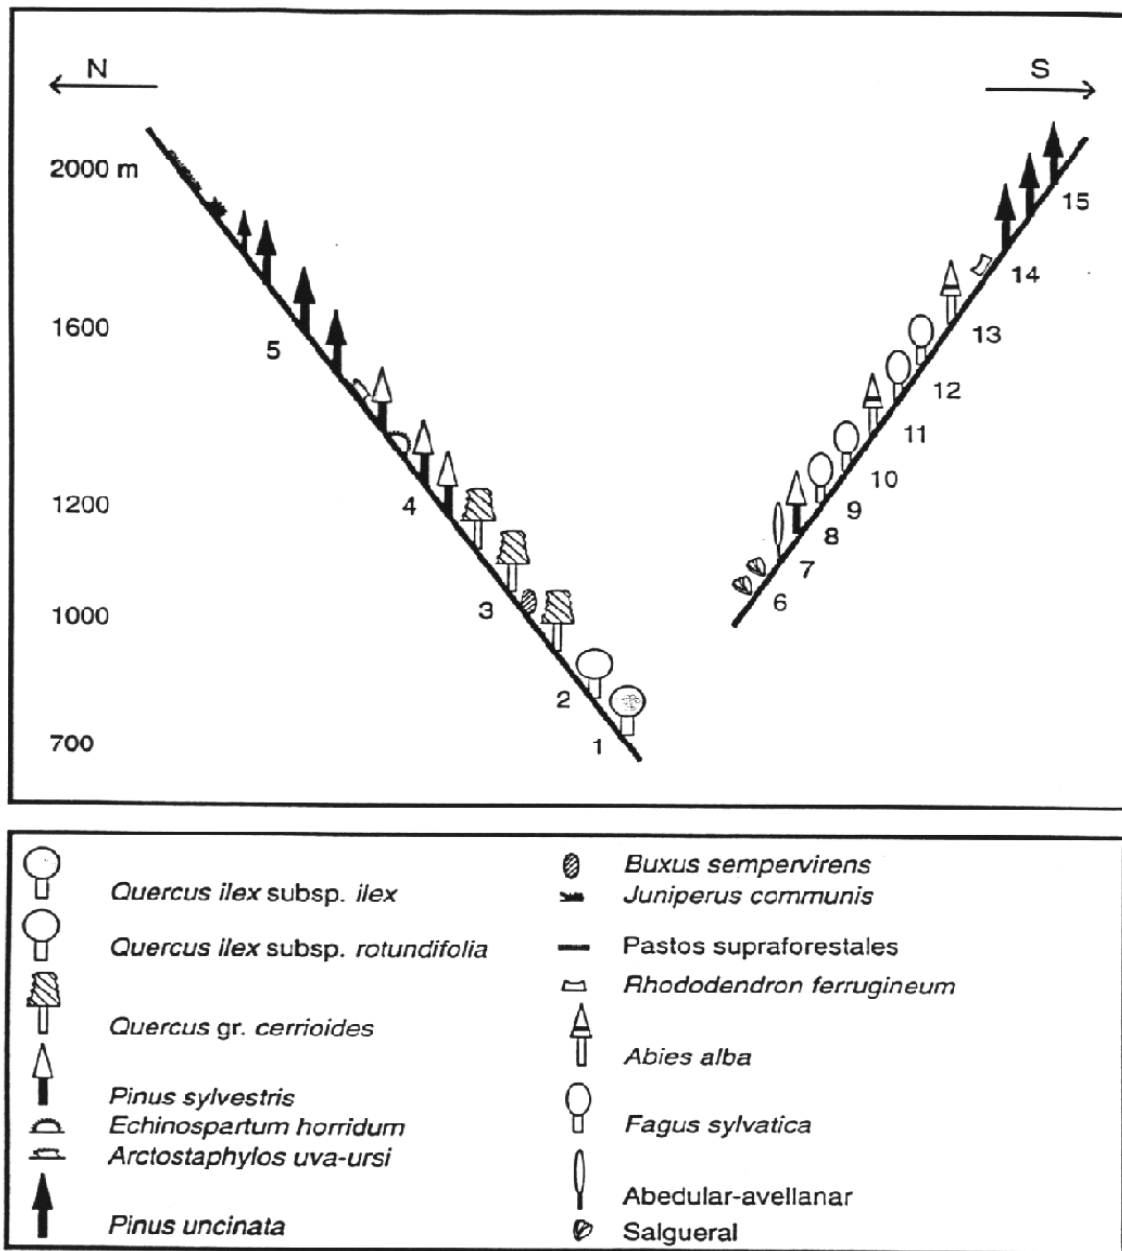 N
S
2000 m
1600
1200
1000
700
5
4
3
2
1
15
14
13
12
11
10
9
8
7
6
Quercus ilex subsp. ilex
Quercus ilex subsp. rotundifolia
Quercus gr. cerrioides
Pinus sylvestris
Echinospartum horridum
Arctostaphylos uva-ursi
Pinus uncinata
Buxus sempervirens
Juniperus communis
Pastos supraforestales
Rhododendron ferrugineum
Abies alba
Fagus sylvatica
Abedular-avellanar
Salgueral